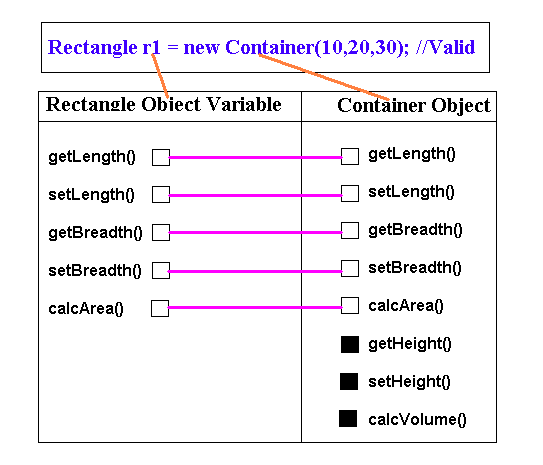 Rectangle r1 = new Container(10,20,30); //Valid
Rectangle Object Variable
Container Object
getLength()
getLength()
setLength()
setLength()
getBreadth()
getBreadth()
setBreadth()
setBreadth()
calcArea()
calcArea()
getHeight()
setHeight()
calcVolume()